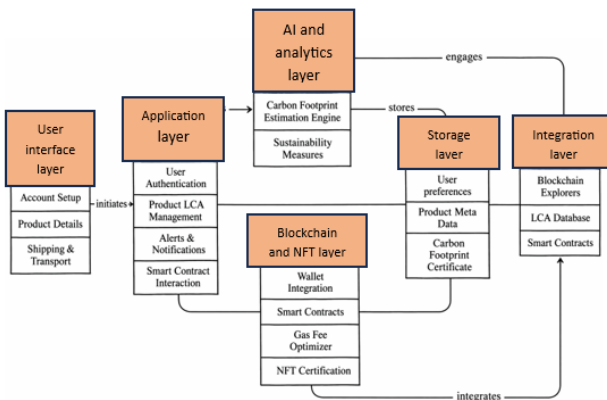 AI and
analytics
layer
Carbon Footprint
Estimation Engine
Sustainability
Measures
engages
stores
User
interface
layer
Account Setup
Product Details
Shipping &
Transport
initiates
Application
layer
User
Authentication
Product LCA
Management
Alerts &
Notifications
Smart Contract
Interaction
Blockchain
and NFT layer
Wallet
Integration
Smart Contracts
Gas Fee
Optimizer
NFT Certification
Storage
layer
User
preferences
Product Meta
Data
Carbon
Footprint
Certificate
Integration
layer
Blockchain
Explorers
LCA Database
Smart Contracts
integrates